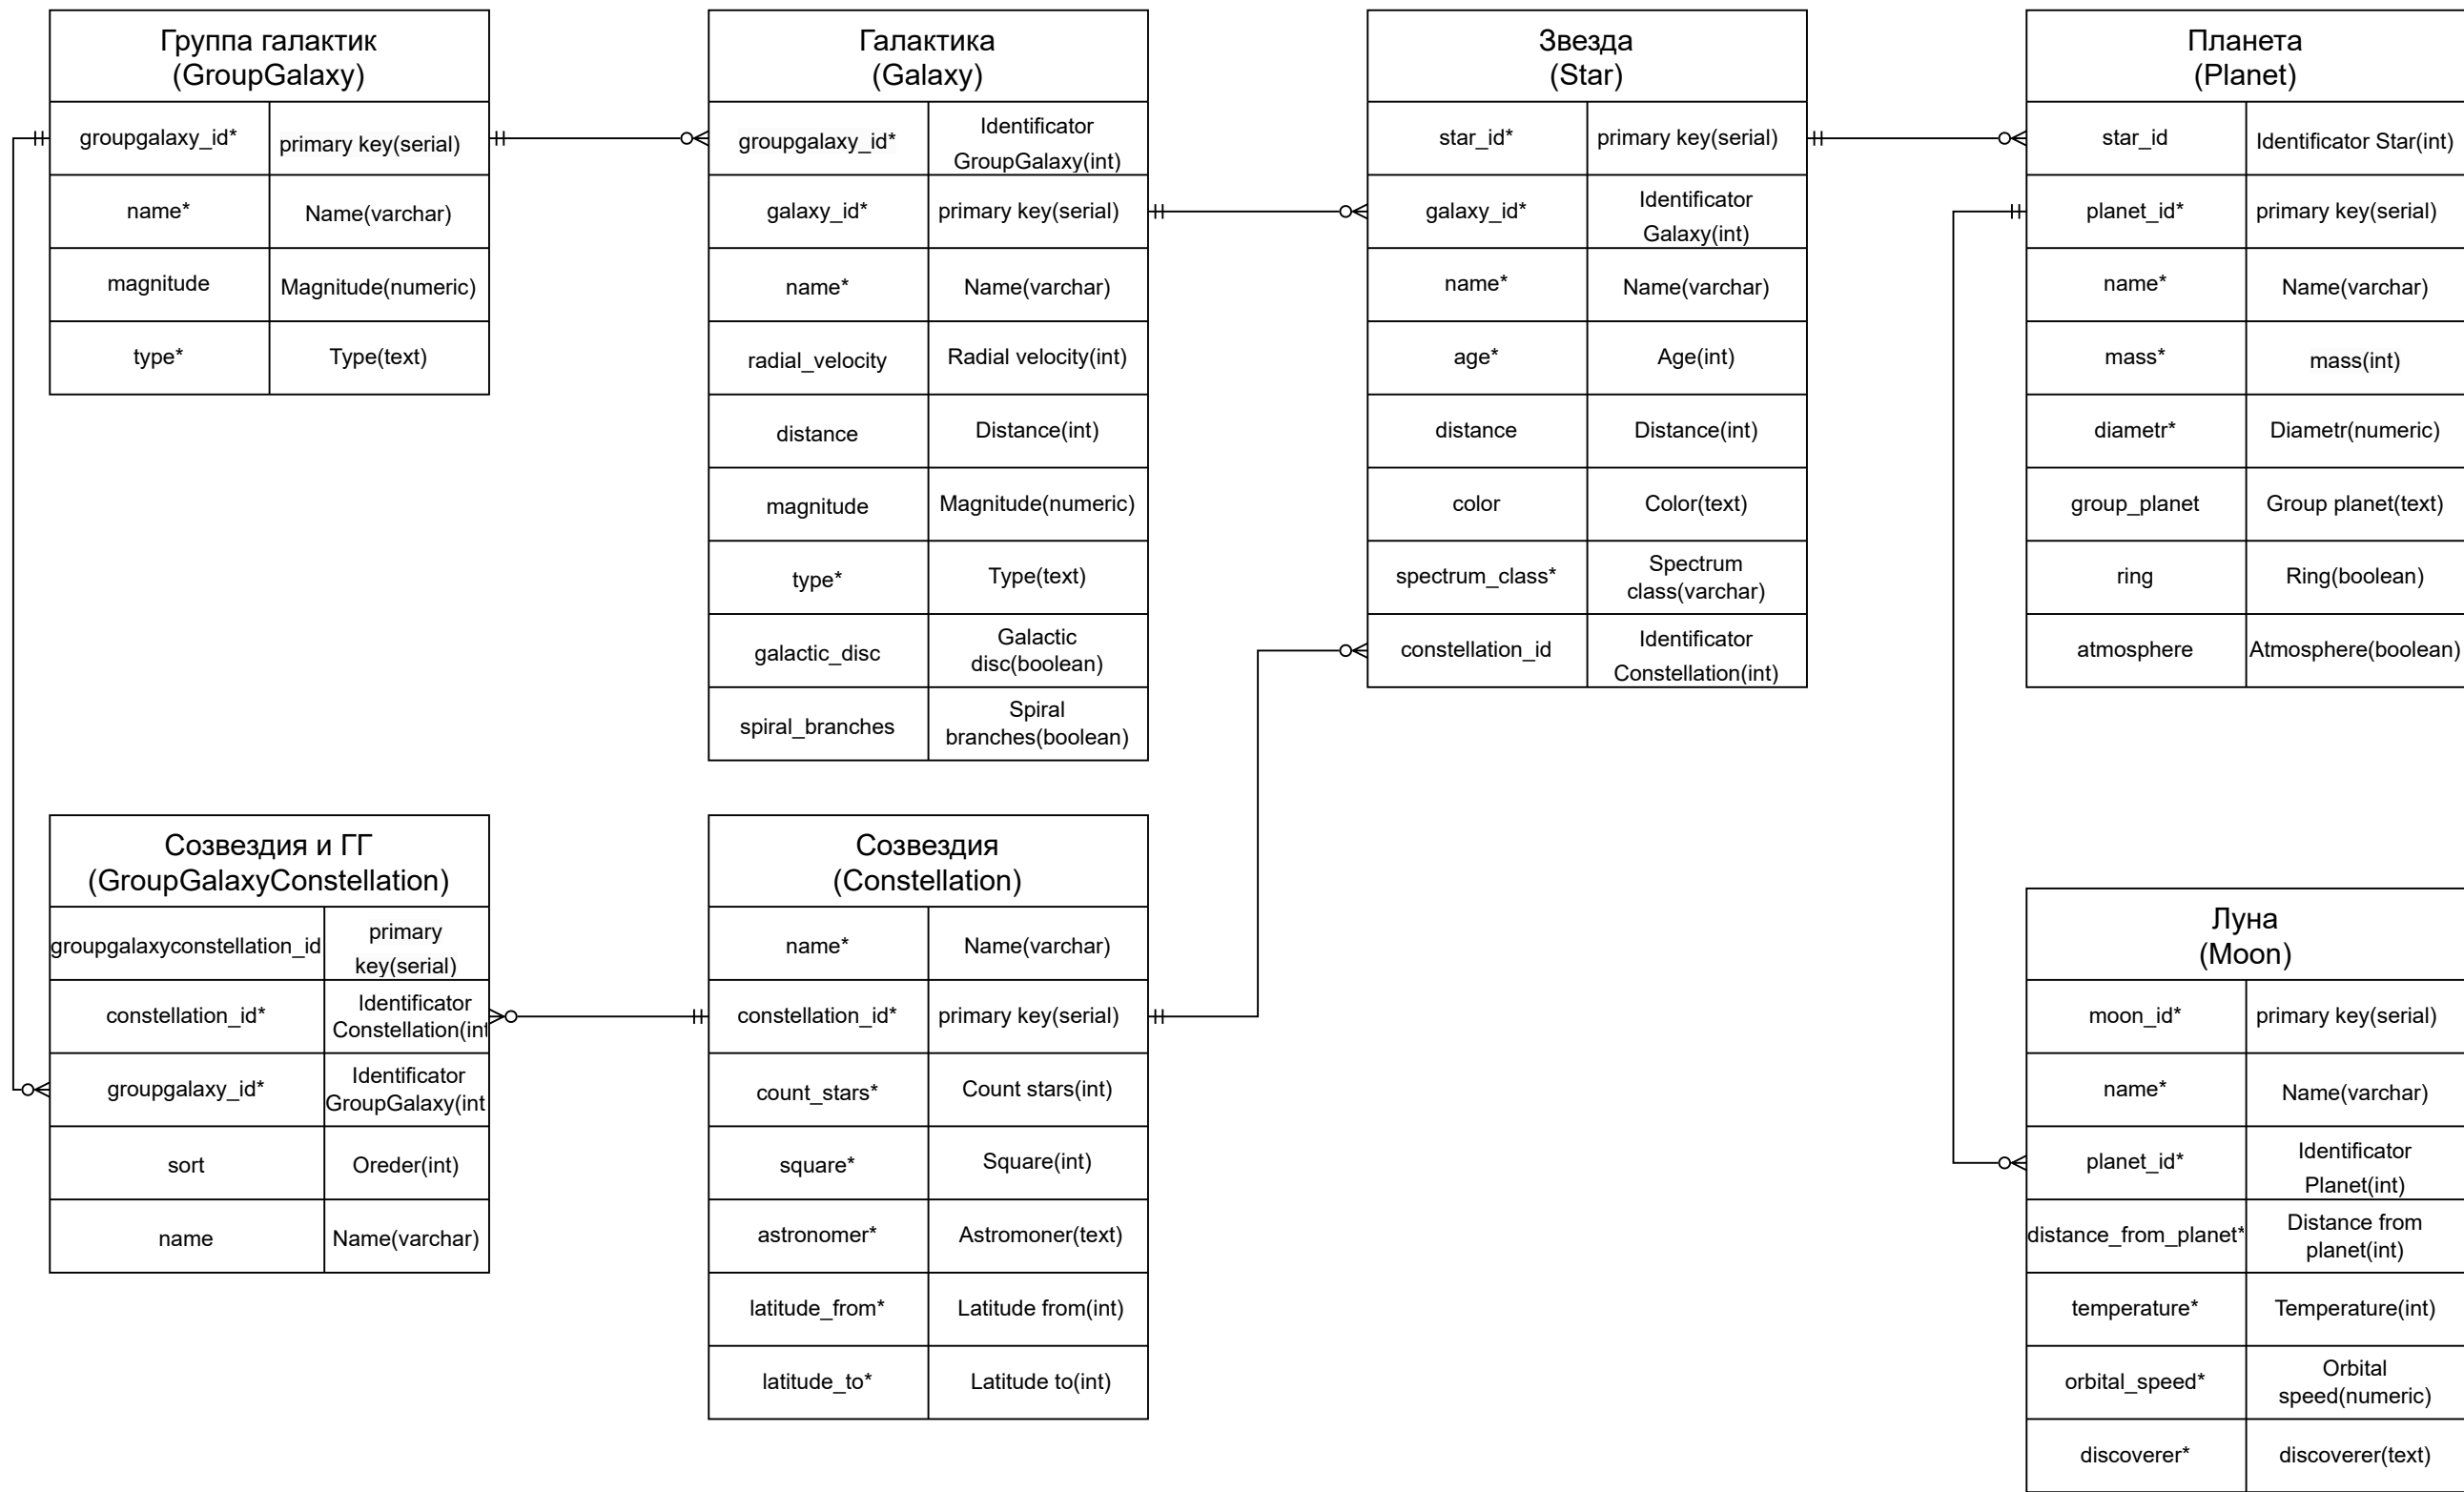 Группа галактик
(GroupGalaxy)
groupgalaxy_id*
primary key(serial)
name*
Name(varchar)
magnitude
Magnitude(numeric)
type*
Type(text)
Галактика
(Galaxy)
groupgalaxy_id*
Identificator
GroupGalaxy(int)
galaxy_id*
primary key(serial)
name*
Name(varchar)
radial_velocity
Radial velocity(int)
distance
Distance(int)
magnitude
Magnitude(numeric)
type*
Type(text)
galactic_disc
Galactic
disc(boolean)
spiral_branches
Spiral
branches(boolean)
Звезда
(Star)
star_id*
primary key(serial)
galaxy_id*
Identificator
Galaxy(int)
name*
Name(varchar)
age*
Age(int)
distance
Distance(int)
color
Color(text)
spectrum_class*
Spectrum
class(varchar)
constellation_id
Identificator
Constellation(int)
Планета
(Planet)
star_id
Identificator Star(int)
planet_id*
primary key(serial)
name*
Name(varchar)
mass*
mass(int)
diametr*
Diametr(numeric)
group_planet
Group planet(text)
ring
Ring(boolean)
atmosphere
Atmosphere(boolean)
Созвездия и ГГ
(GroupGalaxyConstellation)
groupgalaxyconstellation_id
primary
key(serial)
constellation_id*
Identificator
Constellation(int
groupgalaxy_id*
Identificator
GroupGalaxy(int
sort
Oreder(int)
name
Name(varchar)
Созвездия
(Constellation)
name*
Name(varchar)
constellation_id*
primary key(serial)
count_stars*
Count stars(int)
square*
Square(int)
astronomer*
Astromoner(text)
latitude_from*
Latitude from(int)
latitude_to*
Latitude to(int)
Луна
(Moon)
moon_id*
primary key(serial)
name*
Name(varchar)
planet_id*
Identificator
Planet(int)
distance_from_planet*
Distance from
planet(int)
temperature*
Temperature(int)
orbital_speed*
Orbital
speed(numeric)
discoverer*
discoverer(text)